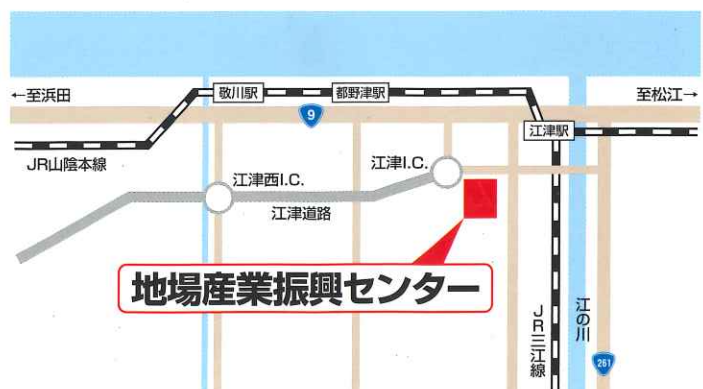 ←至浜田
敬川駅
都野津駅
至松江→
9
江津駅
JR山陰本線
江津I.C.
江津西I.C.
江津道路
地場産業振興センター
JR三江線
江の川
261